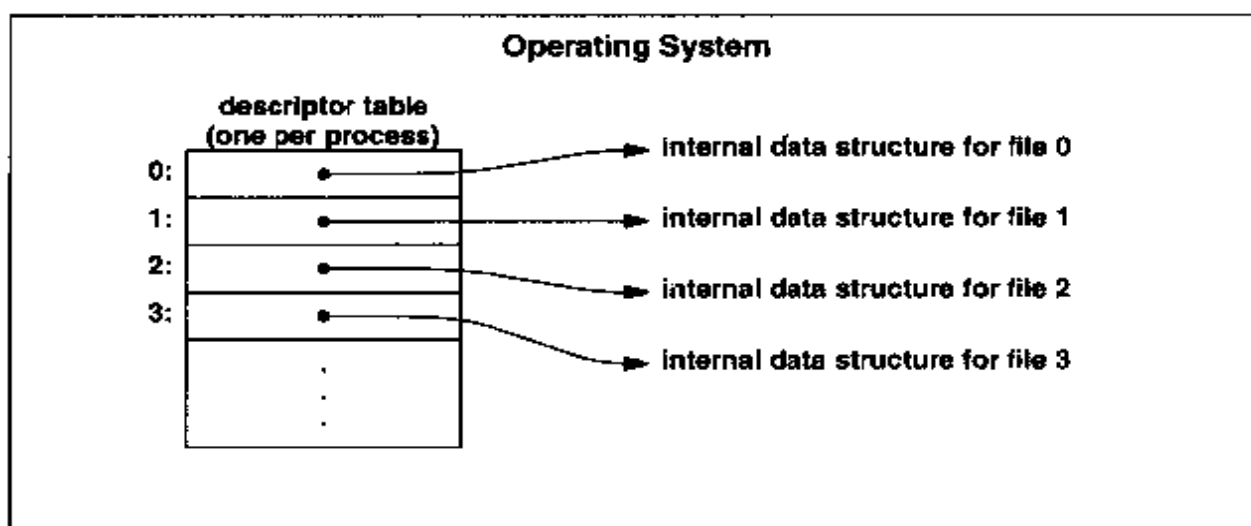 Operating System
descriptor table
(one per process)
0:
internal data structure for file 0
1:
internal data structure for file 1
2:
internal data structure for file 2
3:
internal data structure for file 3